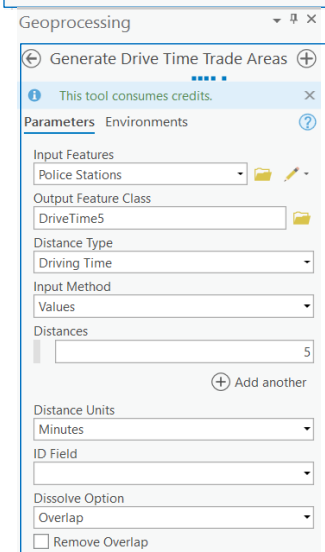 Geoprocessing
Generate Drive Time Trade Areas
This tool consumes credits.
Parameters Environments
Input Features
Police Stations
Output Feature Class
DriveTime5
Distance Type
Driving Time
Input Method
Values
Distances
5
Add another
Distance Units
Minutes
ID Field
Dissolve Option
Overlap
Remove Overlap